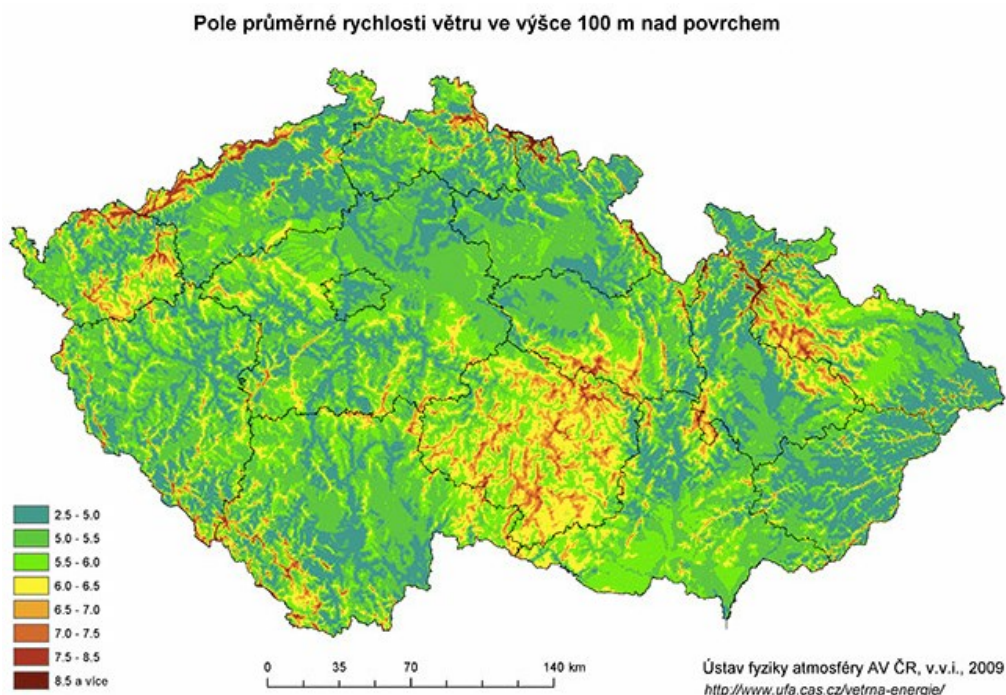 Pole průměrné rychlosti větru ve výšce 100 m nad povrchem
2.5 - 5.0
5.0 - 5.5
5.5 - 6.0
6.0 - 6.5
6.5 - 7.0
7.0 - 7.5
7.5 - 8.5
8.5 a více
0 35 70 140 km
Ústav fyziky atmosféry AV ČR, v.v.i., 2009
http://www.ufa.cas.cz/vetrna-energie/